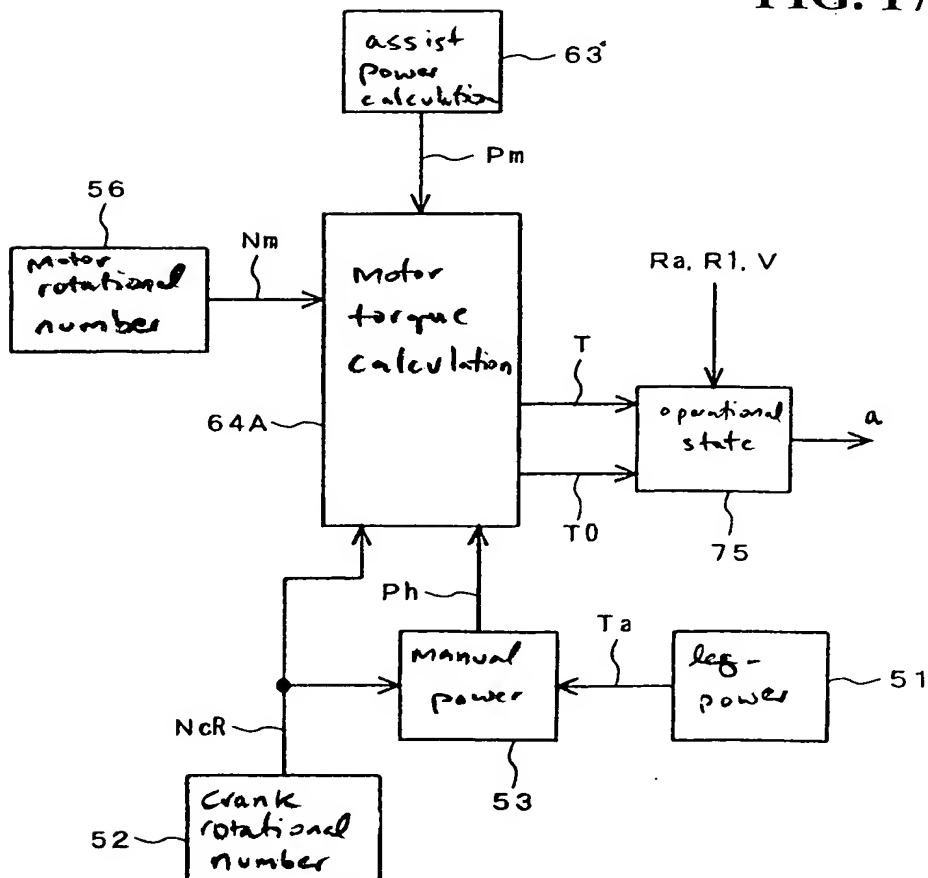 FIG. 17
assist
power
calculation
63
Pm
56
motor
rotational
number
Nm
motor
torque
calculation
64A
Ra, R1, V
T
T0
operational
state
a
75
Ph
manual
power
53
Ta
leg-
power
51
NcR
52
crank
rotational
number